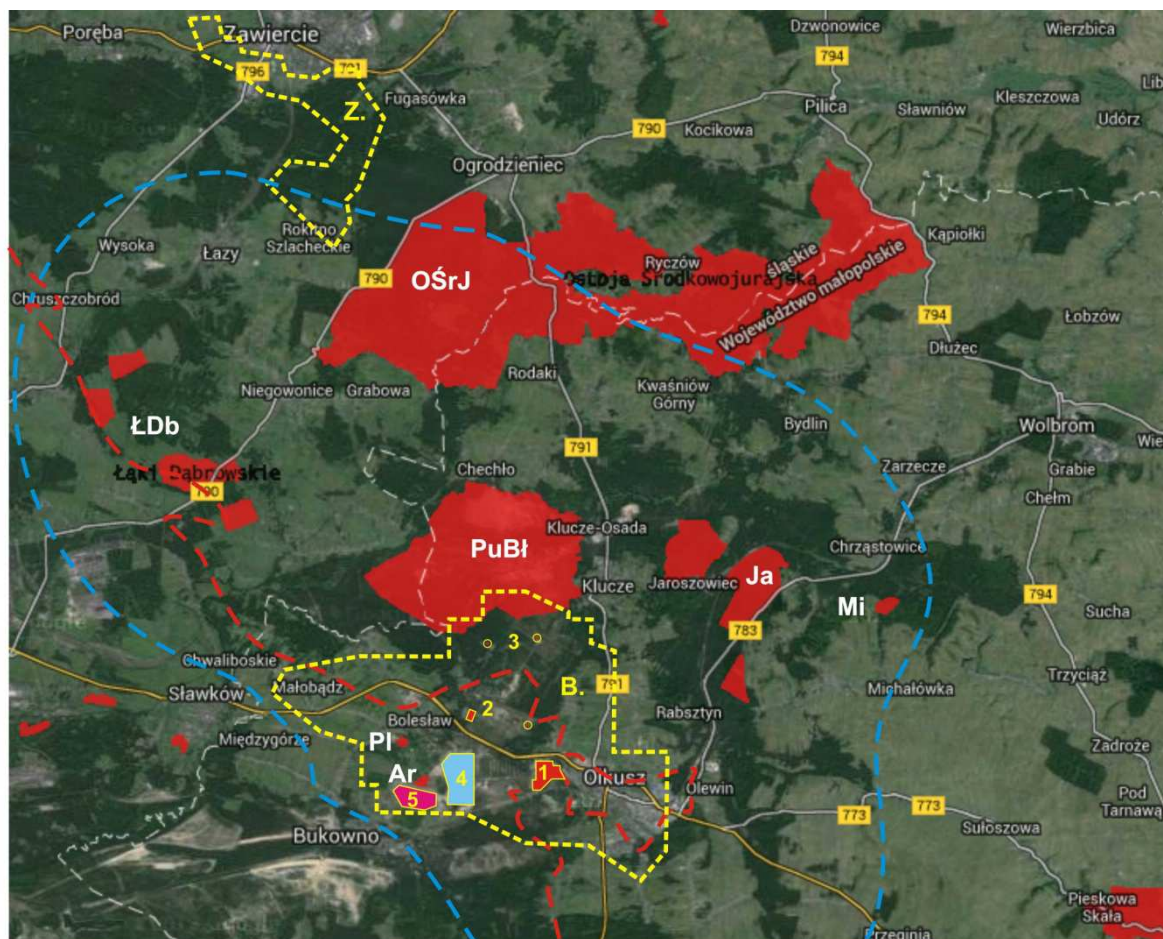 Poręba
Zawiercie
Dzwonowice
Wierzbica
794
796
791
Z.
Fugasówka
Pilica
Sławniów
Kleszczowa
Udórz
790
Kocikowa
Ogrodzieniec
Wysoka
Łazy
Rokitno
Szlacheckie
Kąpiołki
Chruszczobród
790
OŚrJ
Ryczów
Ostoja Środkowojurajska
śląskie
Województwo małopolskie
794
Łobzów
Dłużec
Niegowonice
Grabowa
Rodaki
Kwaśniów
Górny
Bydlin
Wolbrom
ŁDb
Łąki Dąbrowskie
790
Chechło
791
Zarzecze
Grabie
Chełm
Klucze-Osada
PuBł
Klucze
Jaroszowiec
Ja
Chrząstowice
Mi
794
Sucha
783
3
B.
791
Chwaliboskie
Sławków
Małobądz
Michałówka
Trzyciąż
2
Bolesław
Rabsztyn
Międzygórze
Pl
Ar
4
5
1
Olkusz
Olewin
Zadroże
Pod
Tarnawą
Bukowno
773
773
Sułoszowa
Pieskowa
Skała
Przeginia